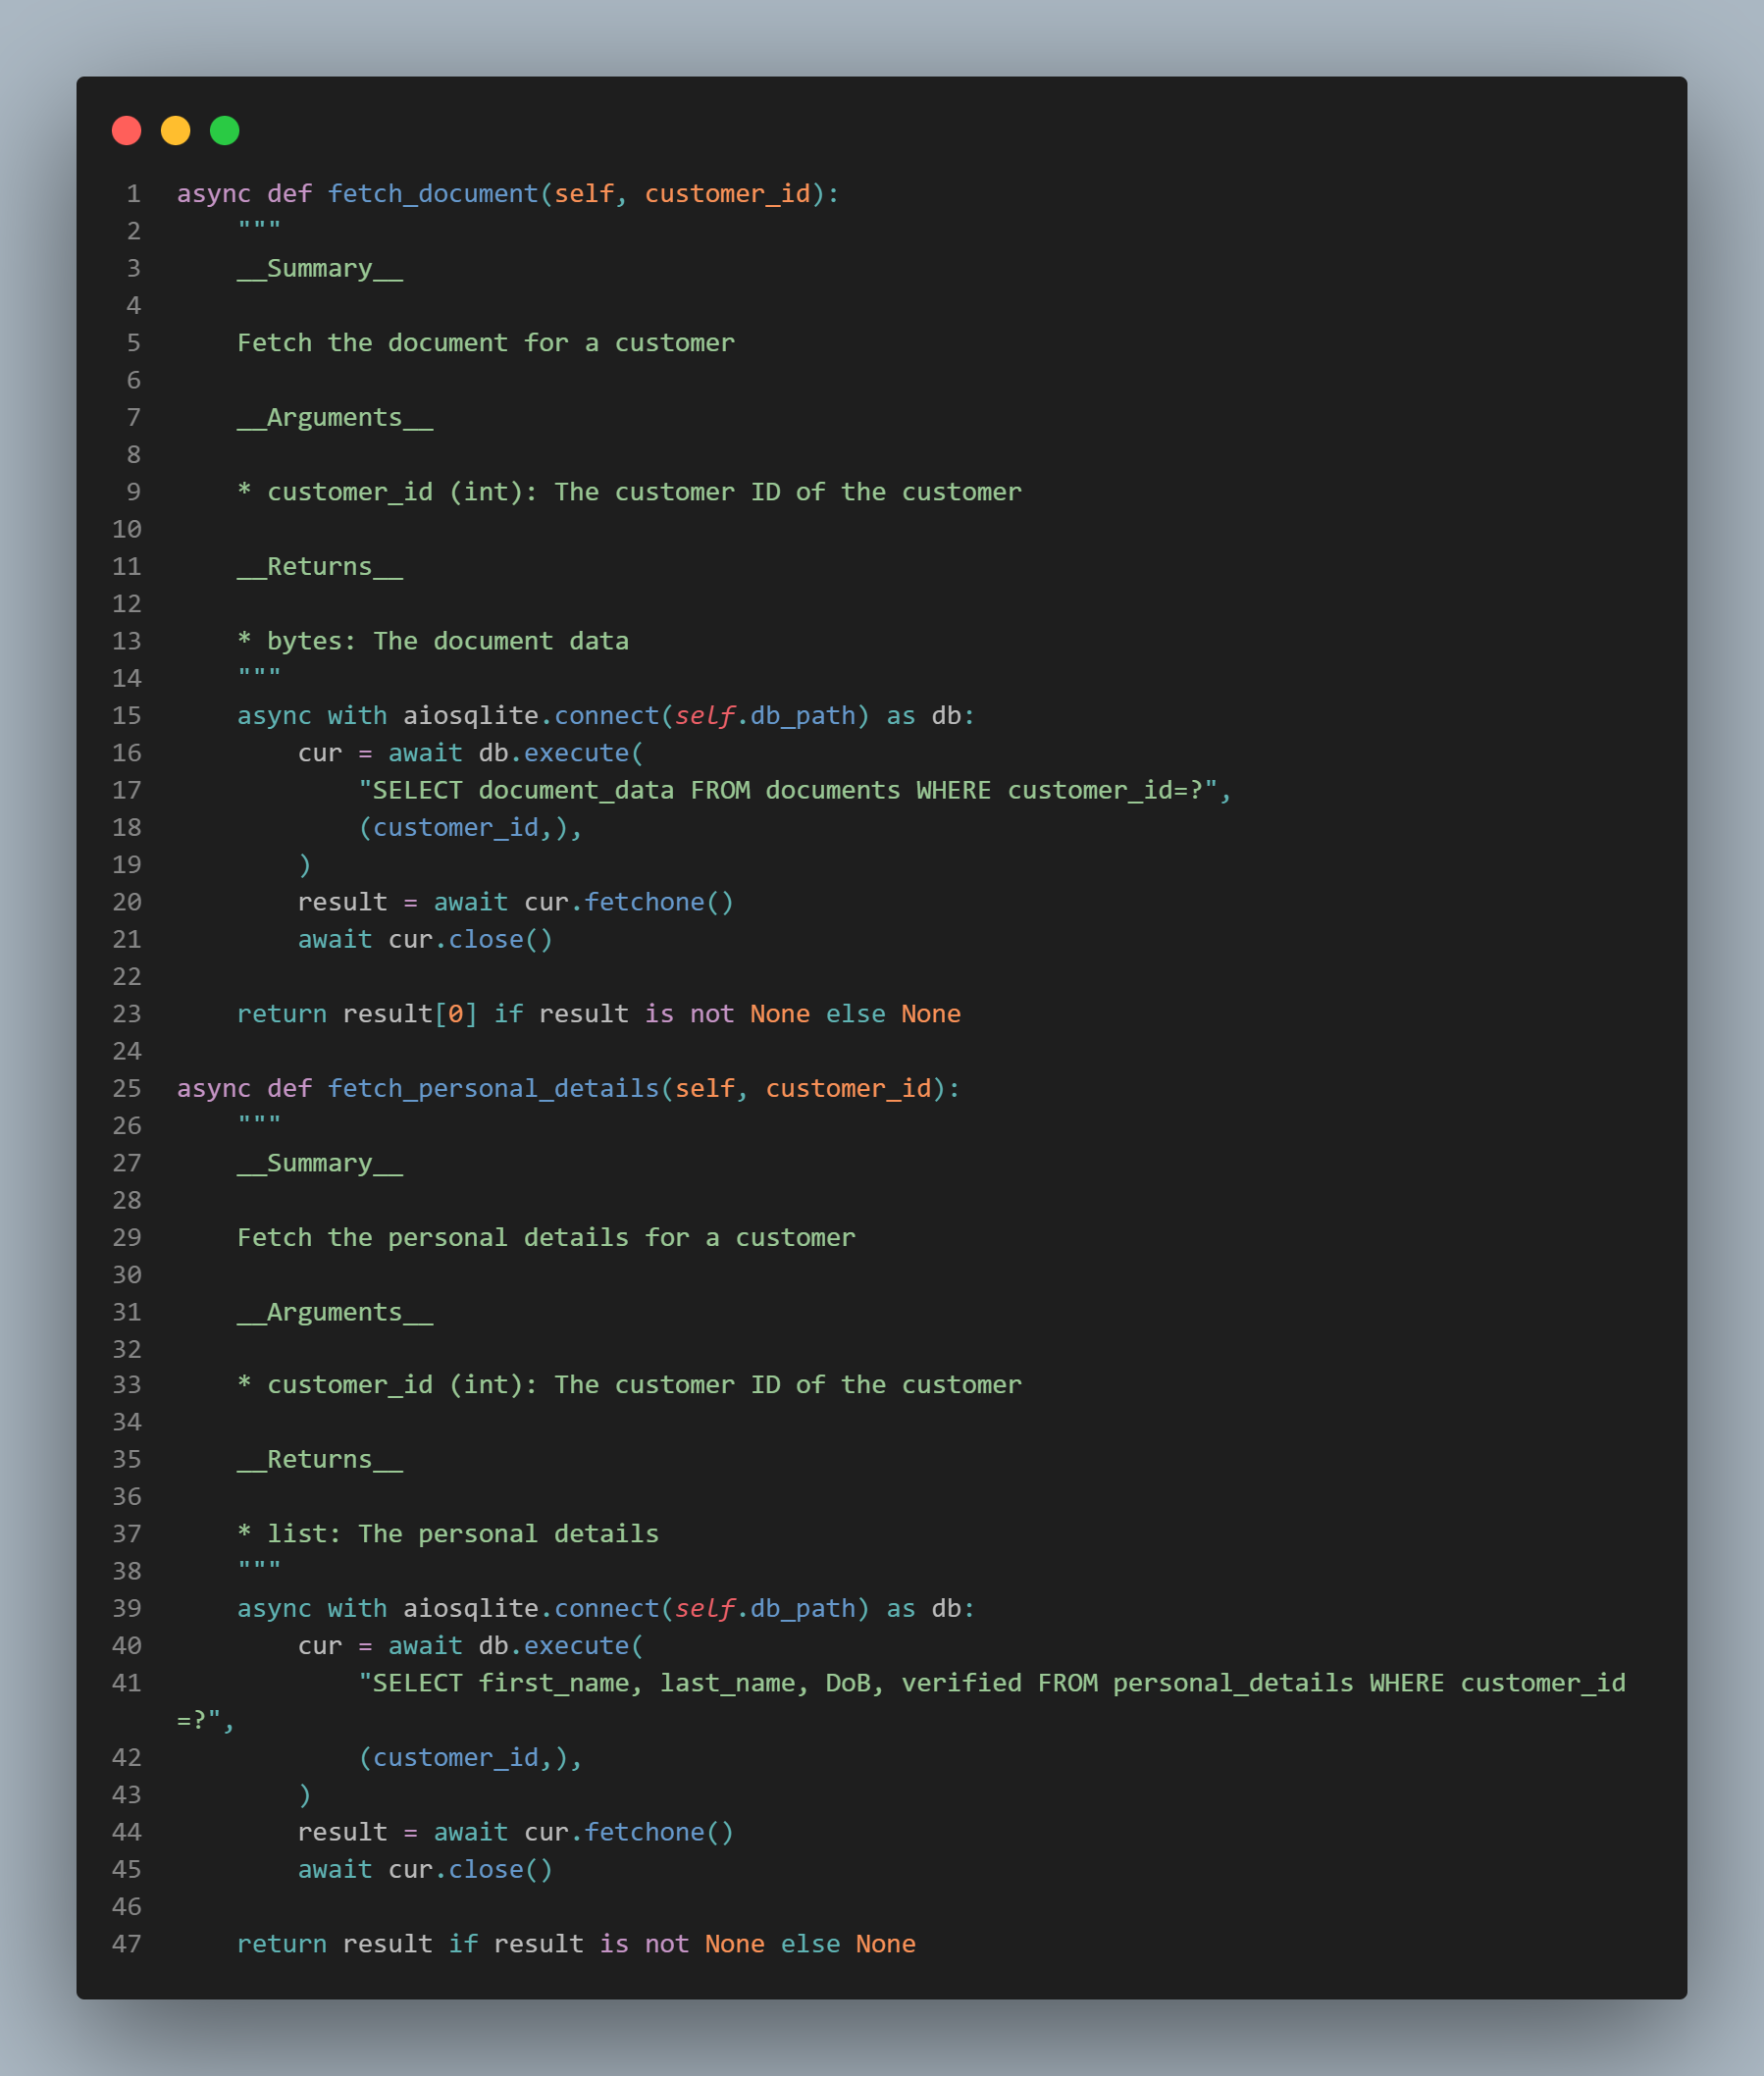 1 async def fetch_document(self, customer_id):
2     """
3     __Summary__
4
5     Fetch the document for a customer
6
7     __Arguments__
8
9     * customer_id (int): The customer ID of the customer
10
11     __Returns__
12
13     * bytes: The document data
14     """
15     async with aiosqlite.connect(self.db_path) as db:
16         cur = await db.execute(
17             "SELECT document_data FROM documents WHERE customer_id=?",
18             (customer_id,),
19         )
20         result = await cur.fetchone()
21         await cur.close()
22
23     return result[0] if result is not None else None
24
25 async def fetch_personal_details(self, customer_id):
26     """
27     __Summary__
28
29     Fetch the personal details for a customer
30
31     __Arguments__
32
33     * customer_id (int): The customer ID of the customer
34
35     __Returns__
36
37     * list: The personal details
38     """
39     async with aiosqlite.connect(self.db_path) as db:
40         cur = await db.execute(
41             "SELECT first_name, last_name, DoB, verified FROM personal_details WHERE customer_id
=?",
42             (customer_id,),
43         )
44         result = await cur.fetchone()
45         await cur.close()
46
47     return result if result is not None else None